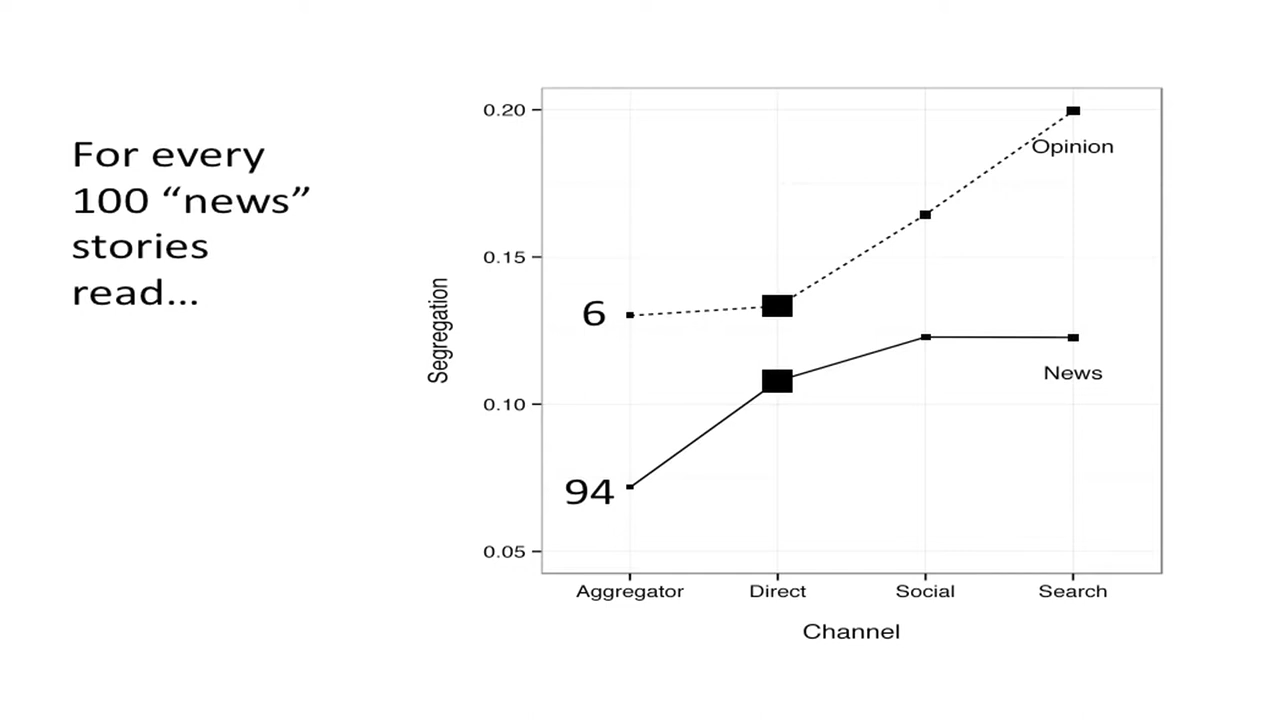 For every
100 “news”
stories
read...
Segregation
0.20
0.15
0.10
0.05
Opinion
News
6
94
Aggregator Direct Social Search
Channel